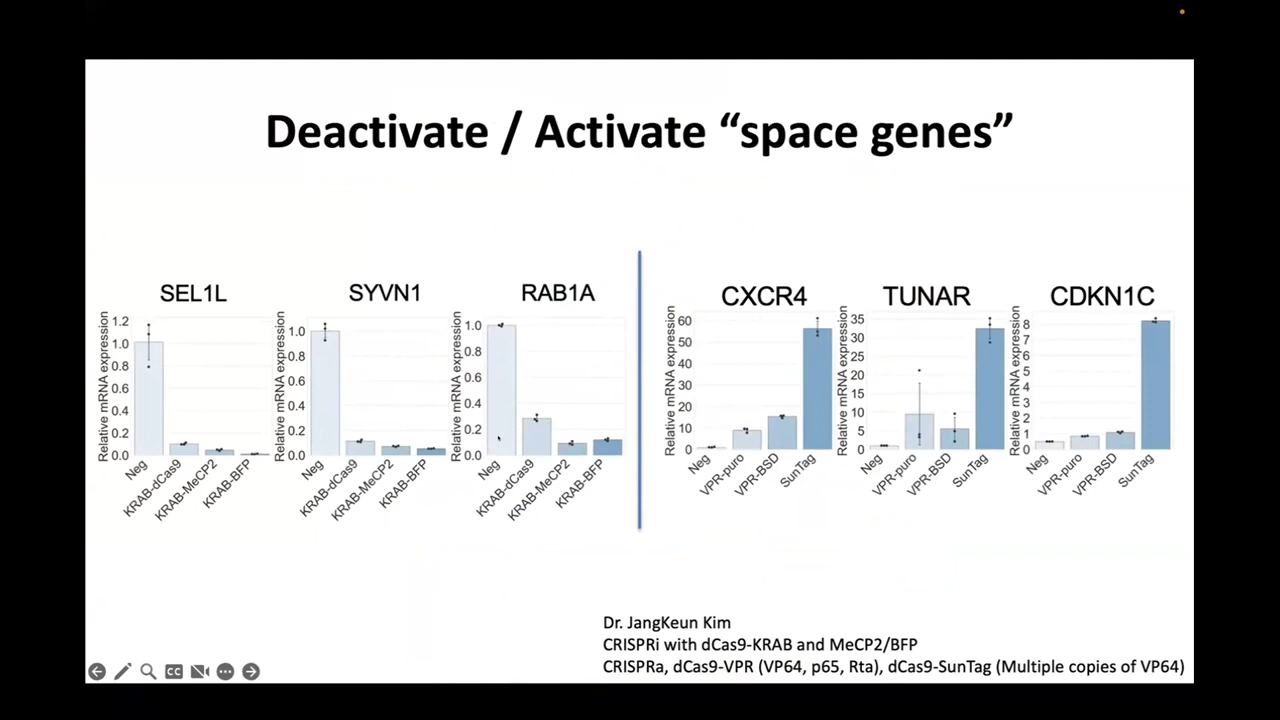 Deactivate / Activate “space genes”
SEL1L
Relative mRNA expression
1.2
1.0
0.8
0.6
0.4
0.2
0.0
Neg
KRAB-dCas9
KRAB-MeCP2
KRAB-BFP
SYVN1
Relative mRNA expression
1.0
0.8
0.6
0.4
0.2
0.0
Neg
KRAB-dCas9
KRAB-MeCP2
KRAB-BFP
RAB1A
Relative mRNA expression
1.0
0.8
0.6
0.4
0.2
0.0
Neg
KRAB-dCas9
KRAB-MeCP2
KRAB-BFP
CXCR4
Relative mRNA expression
60
50
40
30
20
10
0
Neg
VPR-puro
VPR-BSD
SunTag
TUNAR
Relative mRNA expression
35
30
25
20
15
10
5
0
Neg
VPR-puro
VPR-BSD
SunTag
CDKN1C
Relative mRNA expression
8
7
6
5
4
3
2
1
0
Neg
VPR-puro
VPR-BSD
SunTag
Dr. JangKeun Kim
CRISPRi with dCas9-KRAB and MeCP2/BFP
CRISPRa, dCas9-VPR (VP64, p65, Rta), dCas9-SunTag (Multiple copies of VP64)
CC